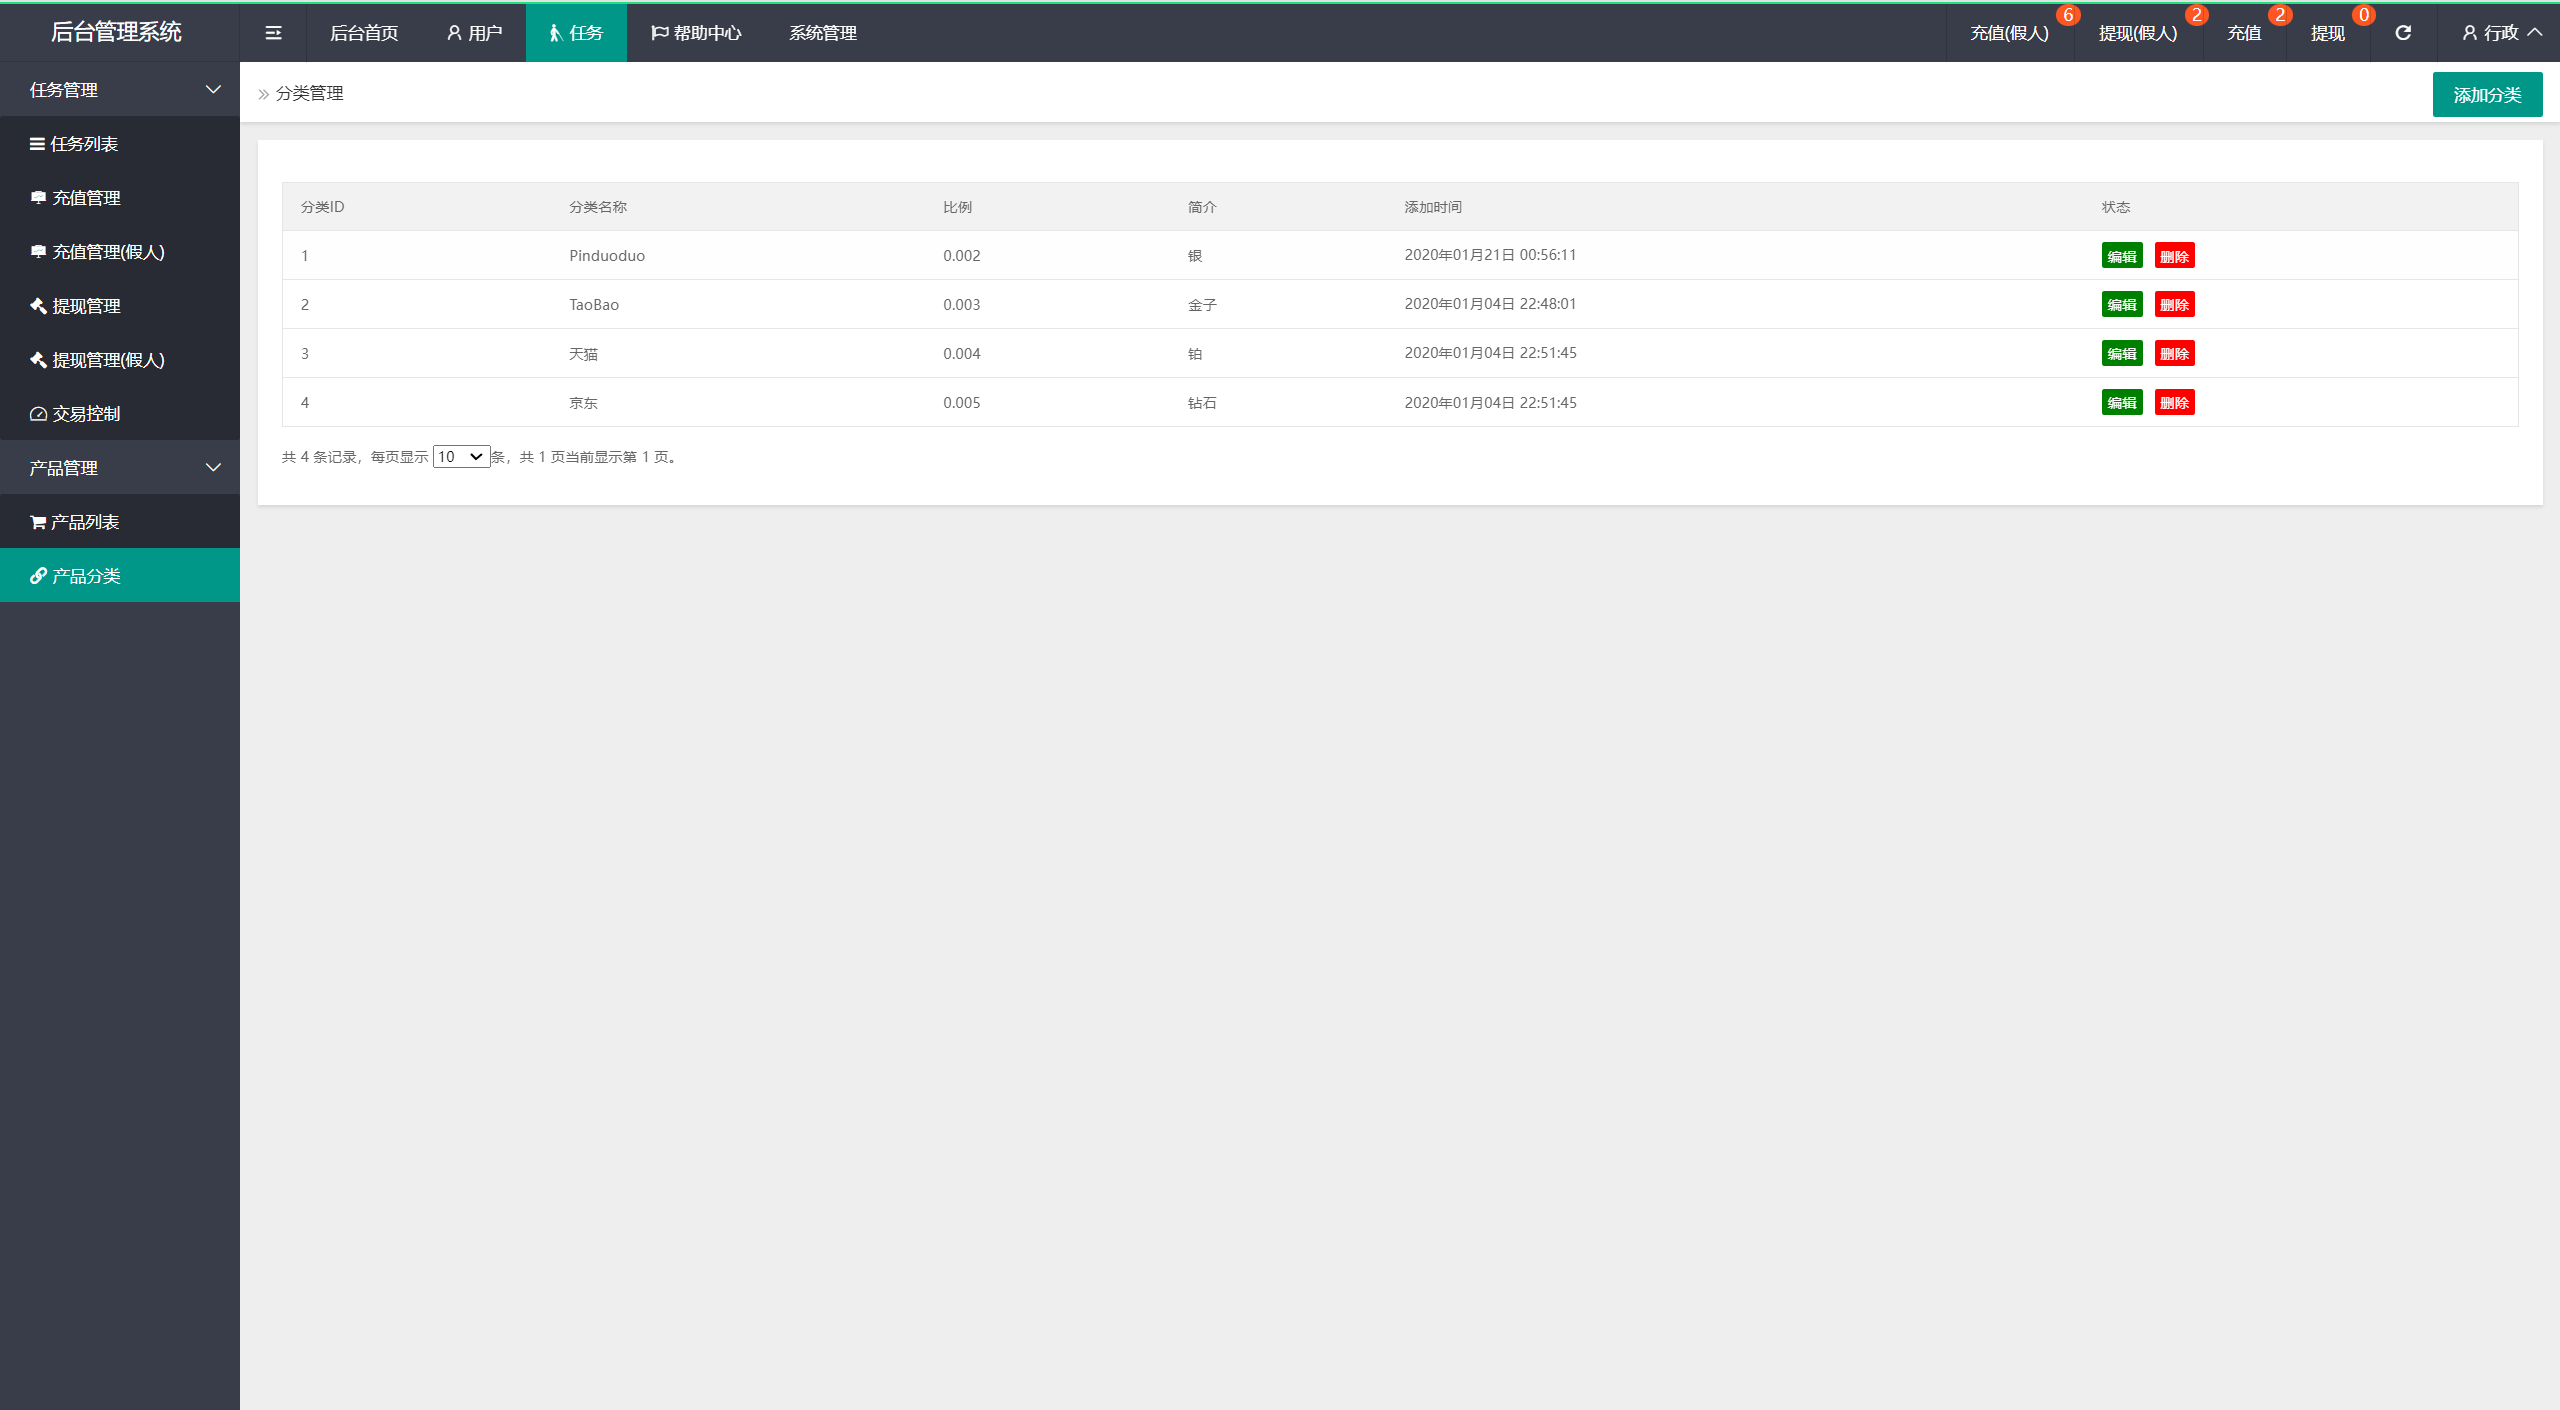 后台管理系统 后台首页 用户 任务 帮助中心 系统管理 充值(假人) 6 提现(假人) 2 充值 2 提现 0 行政
任务管理
任务列表
充值管理
充值管理(假人)
提现管理
提现管理(假人)
交易控制
产品管理
产品列表
产品分类
分类管理 添加分类
分类ID 分类名称 比例 简介 添加时间 状态
1 Pinduoduo 0.002 银 2020年01月21日 00:56:11 编辑 删除
2 TaoBao 0.003 金子 2020年01月04日 22:48:01 编辑 删除
3 天猫 0.004 铂 2020年01月04日 22:51:45 编辑 删除
4 京东 0.005 钻石 2020年01月04日 22:51:45 编辑 删除
共 4 条记录，每页显示 10 条，共 1 页当前显示第 1 页。